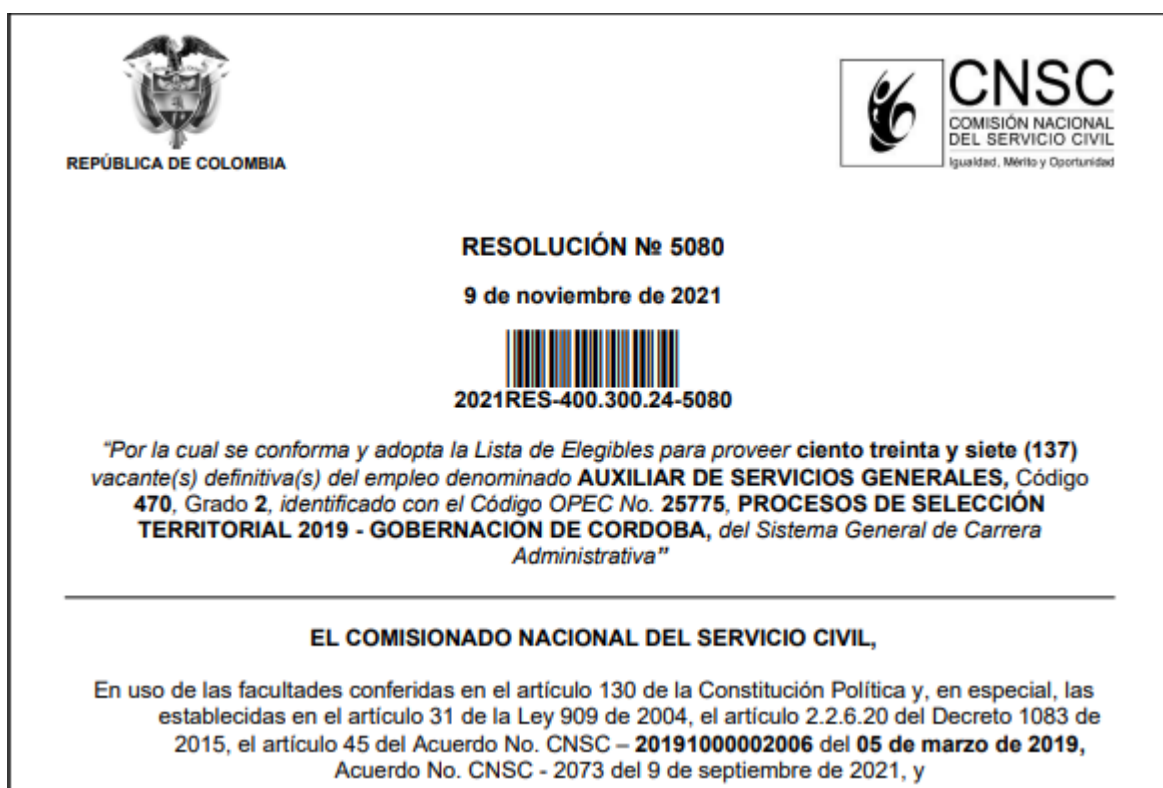 REPÚBLICA DE COLOMBIA
CNSC
COMISIÓN NACIONAL
DEL SERVICIO CIVIL
Igualdad, Mérito y Oportunidad
RESOLUCIÓN № 5080
9 de noviembre de 2021
2021RES-400.300.24-5080
“Por la cual se conforma y adopta la Lista de Elegibles para proveer ciento treinta y siete (137)
vacante(s) definitiva(s) del empleo denominado AUXILIAR DE SERVICIOS GENERALES, Código
470, Grado 2, identificado con el Código OPEC No. 25775, PROCESOS DE SELECCIÓN
TERRITORIAL 2019 - GOBERNACIÓN DE CORDOBA, del Sistema General de Carrera
Administrativa”
EL COMISIONADO NACIONAL DEL SERVICIO CIVIL,
En uso de las facultades conferidas en el artículo 130 de la Constitución Política y, en especial, las
establecidas en el artículo 31 de la Ley 909 de 2004, el artículo 2.2.6.20 del Decreto 1083 de
2015, el artículo 45 del Acuerdo No. CNSC – 20191000002006 del 05 de marzo de 2019,
Acuerdo No. CNSC - 2073 del 9 de septiembre de 2021, y